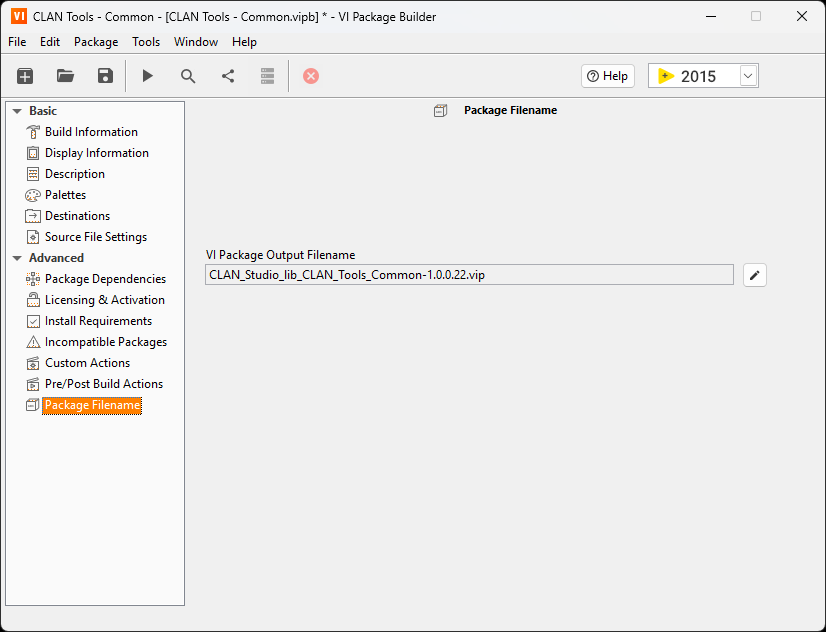 VI CLAN Tools - Common - [CLAN Tools - Common.vipb] * - VI Package Builder
File Edit Package Tools Window Help
Help 2015
Basic
Build Information
Display Information
Description
Palettes
Destinations
Source File Settings
Advanced
Package Dependencies
Licensing & Activation
Install Requirements
Incompatible Packages
Custom Actions
Pre/Post Build Actions
Package Filename
Package Filename
VI Package Output Filename
CLAN_Studio_lib_CLAN_Tools_Common-1.0.0.22.vip